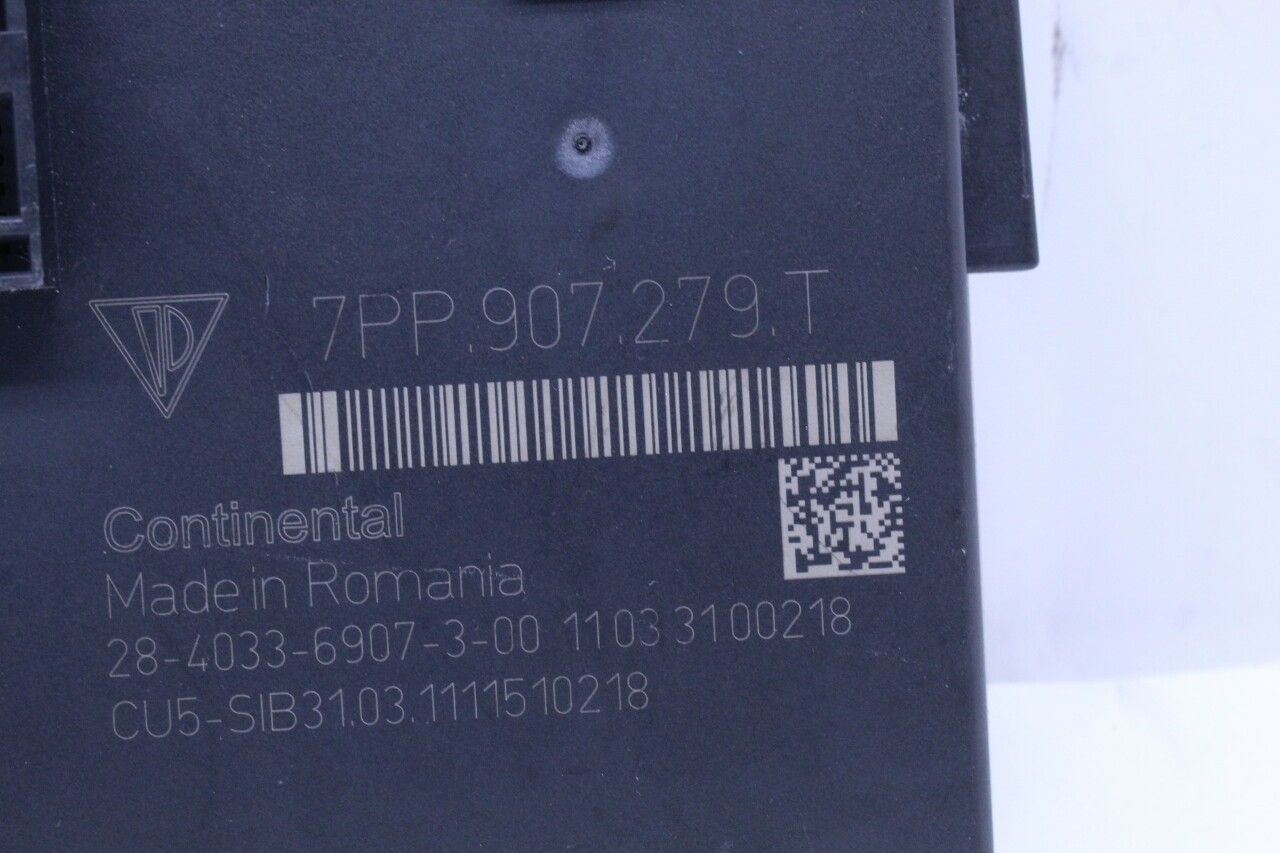 7PP.907.279.T
Continental
Made in Romania
28-4033-6907-3-00 1103 3100218
CU5-SIB31.03.1111510218